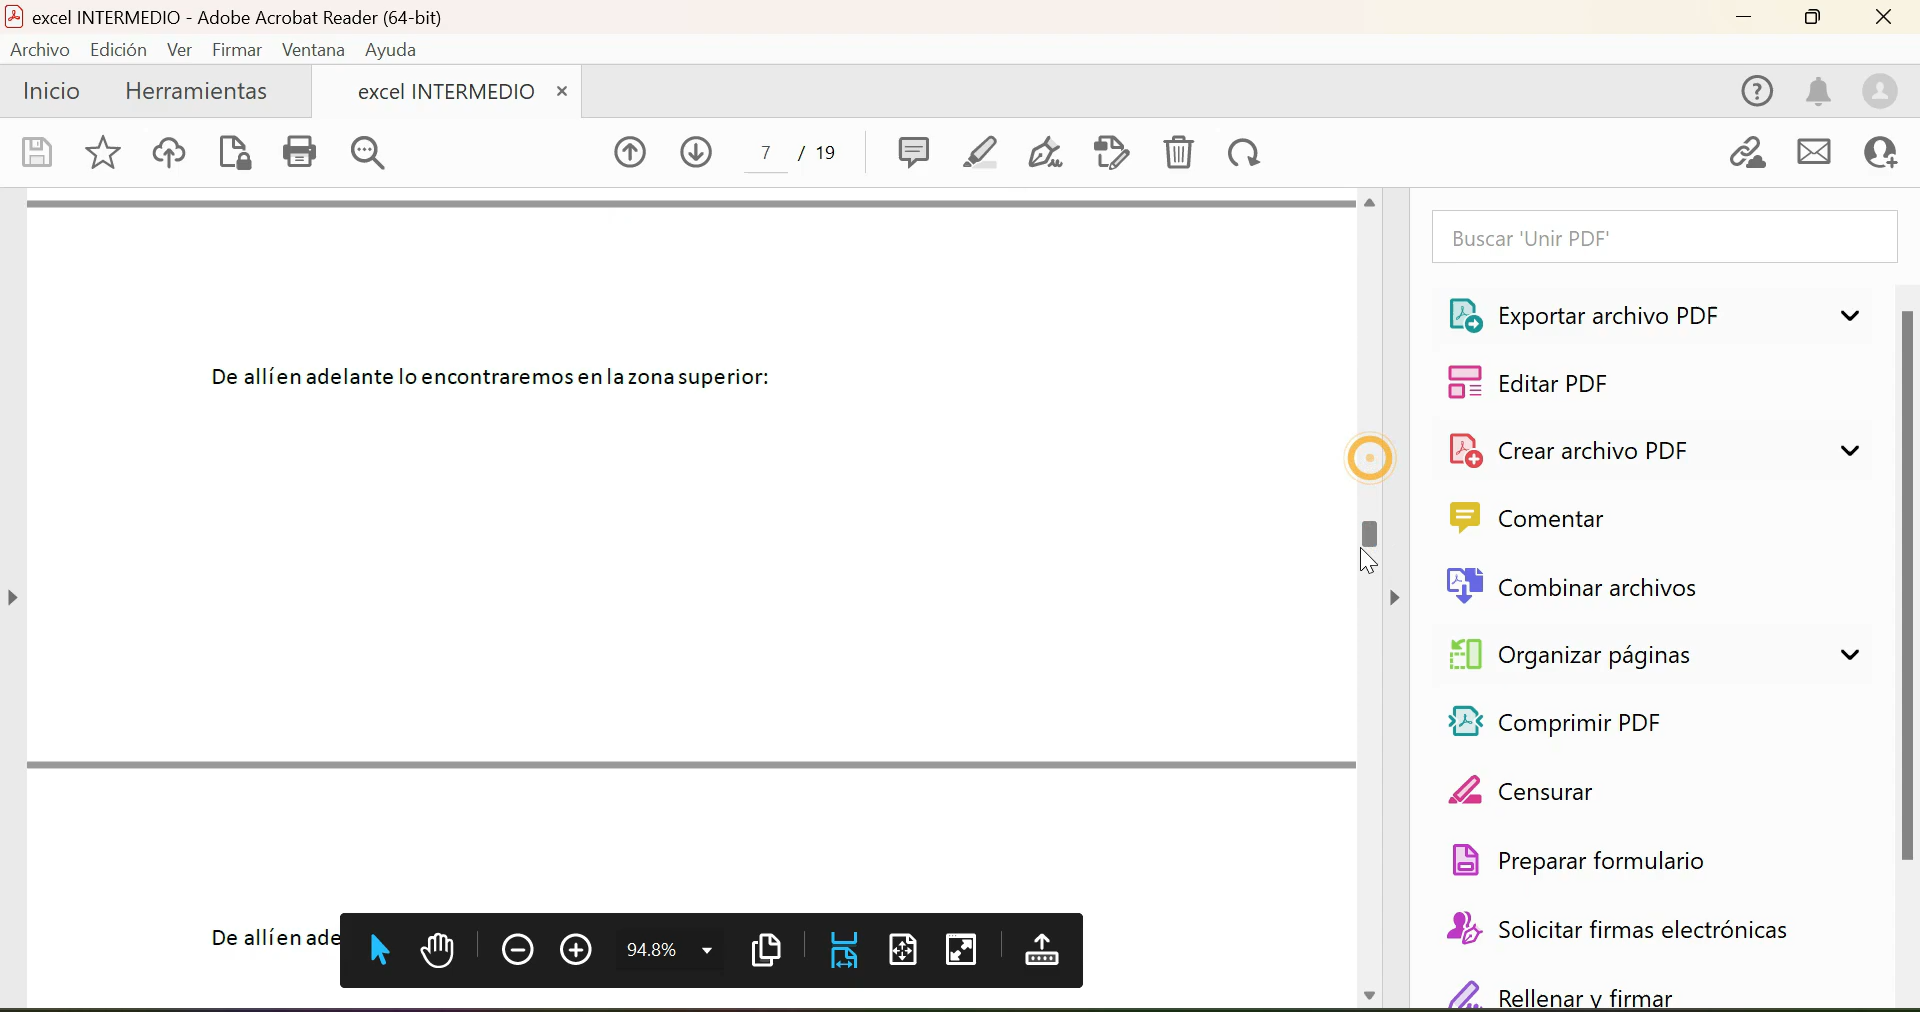 excel INTERMEDIO - Adobe Acrobat Reader (64-bit)
Archivo Edición Ver Firmar Ventana Ayuda
Inicio Herramientas excel INTERMEDIO
7 / 19
Buscar 'Unir PDF'
Exportar archivo PDF
De allí en adelante lo encontraremos en la zona superior:
Editar PDF
Crear archivo PDF
Comentar
Combinar archivos
Organizar páginas
Comprimir PDF
Censurar
Preparar formulario
Solicitar firmas electrónicas
De allí en ade
94.8%
Rellenar y firmar